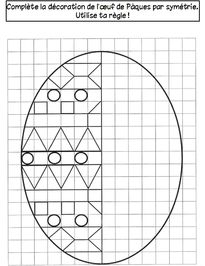 Complète la décoration de l'œuf de Pâques par symétrie.
Utilise ta règle !